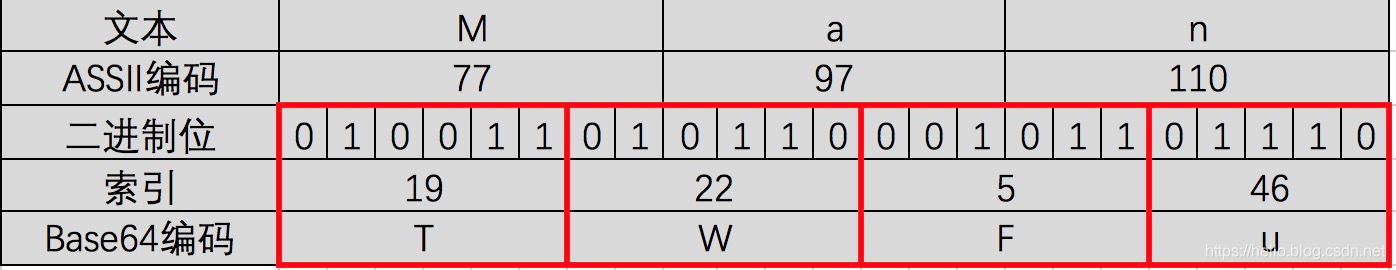 文本 M a n
ASSII编码 77 97 110
二进制位 0 1 0 0 1 1 0 1 0 1 1 0 0 0 1 0 1 1 0 1 1 1 0
索引 19 22 5 46
Base64编码 T W F u
https://hello.blog.csdn.net